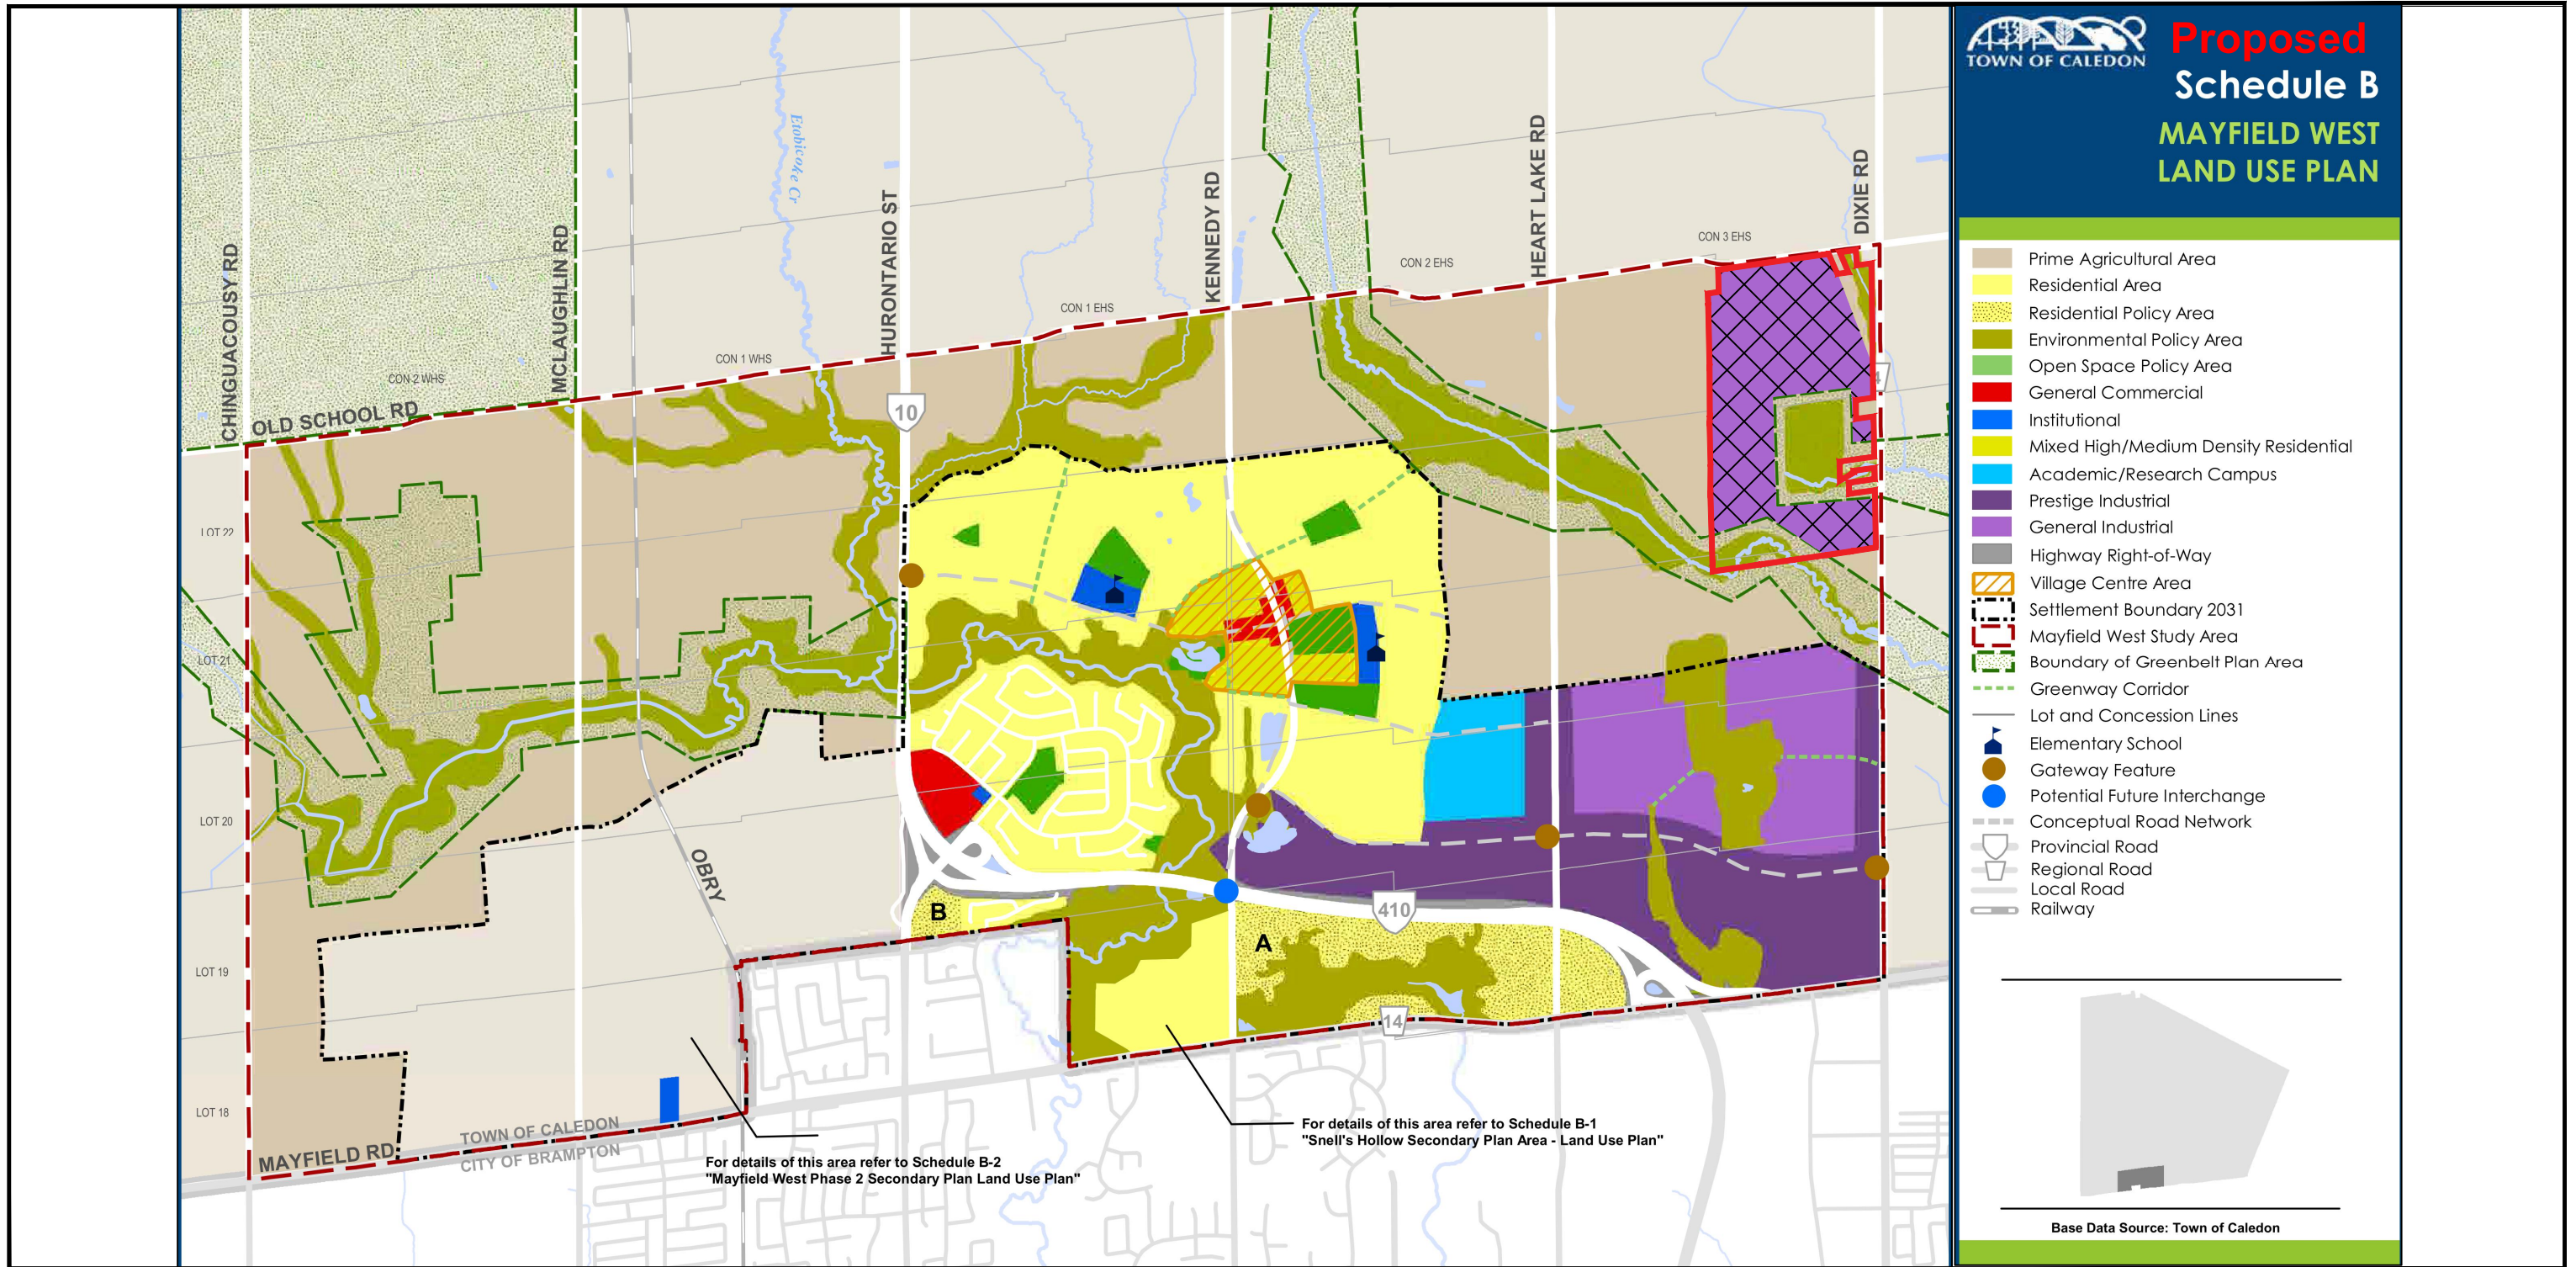 TOWN OF CALEDON
Proposed
Schedule B
MAYFIELD WEST
LAND USE PLAN
Prime Agricultural Area
Residential Area
Residential Policy Area
Environmental Policy Area
Open Space Policy Area
General Commercial
Institutional
Mixed High/Medium Density Residential
Academic/Research Campus
Prestige Industrial
General Industrial
Highway Right-of-Way
Village Centre Area
Settlement Boundary 2031
Mayfield West Study Area
Boundary of Greenbelt Plan Area
Greenway Corridor
Lot and Concession Lines
Elementary School
Gateway Feature
Potential Future Interchange
Conceptual Road Network
Provincial Road
Regional Road
Local Road
Railway
Base Data Source: Town of Caledon
CHINGUACOUSY RD
MCLAUGHLIN RD
Etobicoke Cr
HURONTARIO ST
KENNEDY RD
HEART LAKE RD
DIXIE RD
CON 3 EHS
CON 2 EHS
CON 1 EHS
CON 1 WHS
CON 2 WHS
OLD SCHOOL RD
10
4
LOT 22
LOT 21
LOT 20
LOT 19
LOT 18
OBRY
B
A
410
14
TOWN OF CALEDON
CITY OF BRAMPTON
MAYFIELD RD
For details of this area refer to Schedule B-1
"Snell's Hollow Secondary Plan Area - Land Use Plan"
For details of this area refer to Schedule B-2
"Mayfield West Phase 2 Secondary Plan Land Use Plan"